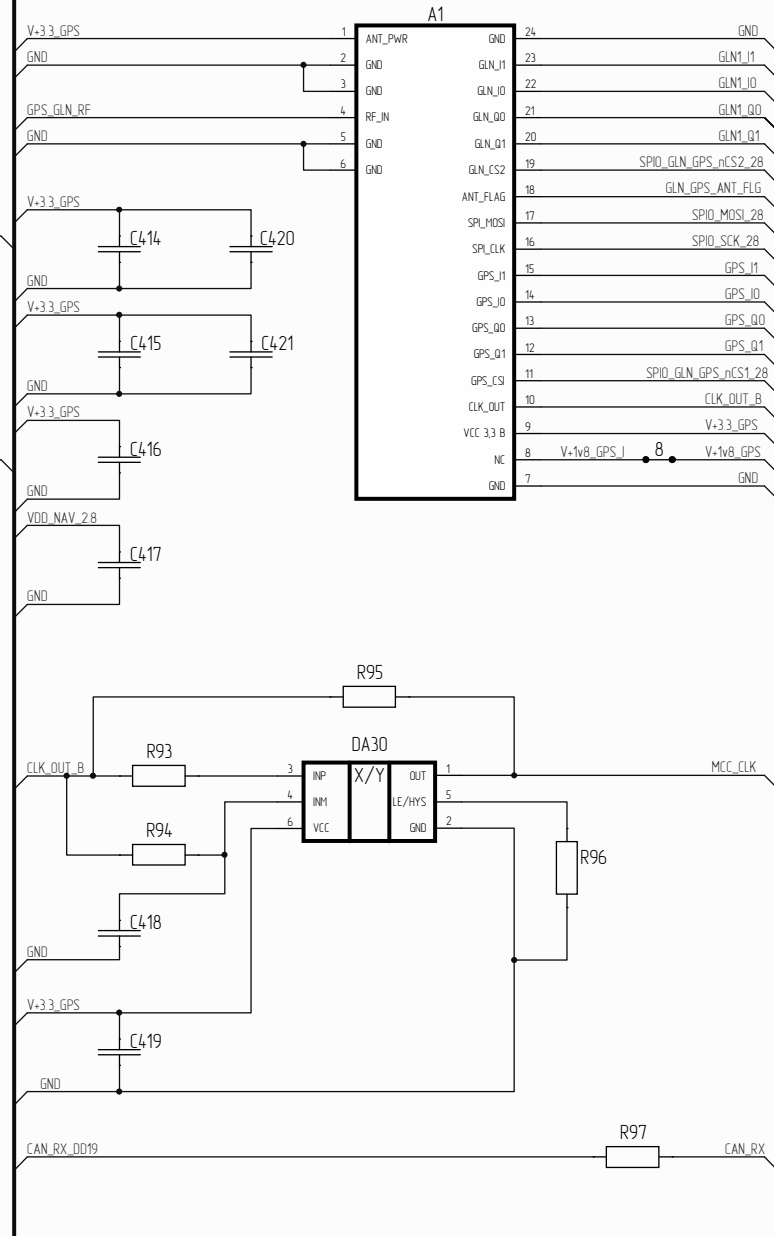 A1
V+3.3_GPS 1 ANT_PWR GND 24 GND
GND 2 GND GLN_I1 23 GLN1_I1
3 GND GLN_I0 22 GLN1_I0
GPS_GLN_RF 4 RF_IN GLN_Q0 21 GLN1_Q0
GND 5 GND GLN_Q1 20 GLN1_Q1
6 GND GLN_CS2 19 SPI0_GLN_GPS_nCS2_28
ANT_FLAG 18 GLN_GPS_ANT_FLG
V+3.3_GPS SPI_MOSI 17 SPI0_MOSI_28
C414 C420 SPI_CLK 16 SPI0_SCK_28
GPS_I1 15 GPS_I1
GND GPS_I0 14 GPS_I0
V+3.3_GPS GPS_Q0 13 GPS_Q0
C415 C421 GPS_Q1 12 GPS_Q1
GND GPS_CSI 11 SPI0_GLN_GPS_nCS1_28
CLK_OUT 10 CLK_OUT_B
V+3.3_GPS VCC 3,3 В 9 V+3.3_GPS
C416 NC 8 V+1v8_GPS_I 8 V+1v8_GPS
GND GND 7 GND
VDD_NAV_2.8
C417
GND
R95
R93 DA30
CLK_OUT_B 3 INP X/Y OUT 1 MCC_CLK
4 INM LE/HYS 5
R94 6 VCC GND 2
R96
C418
GND
V+3.3_GPS
C419
GND
R97
CAN_RX_DD19 CAN_RX